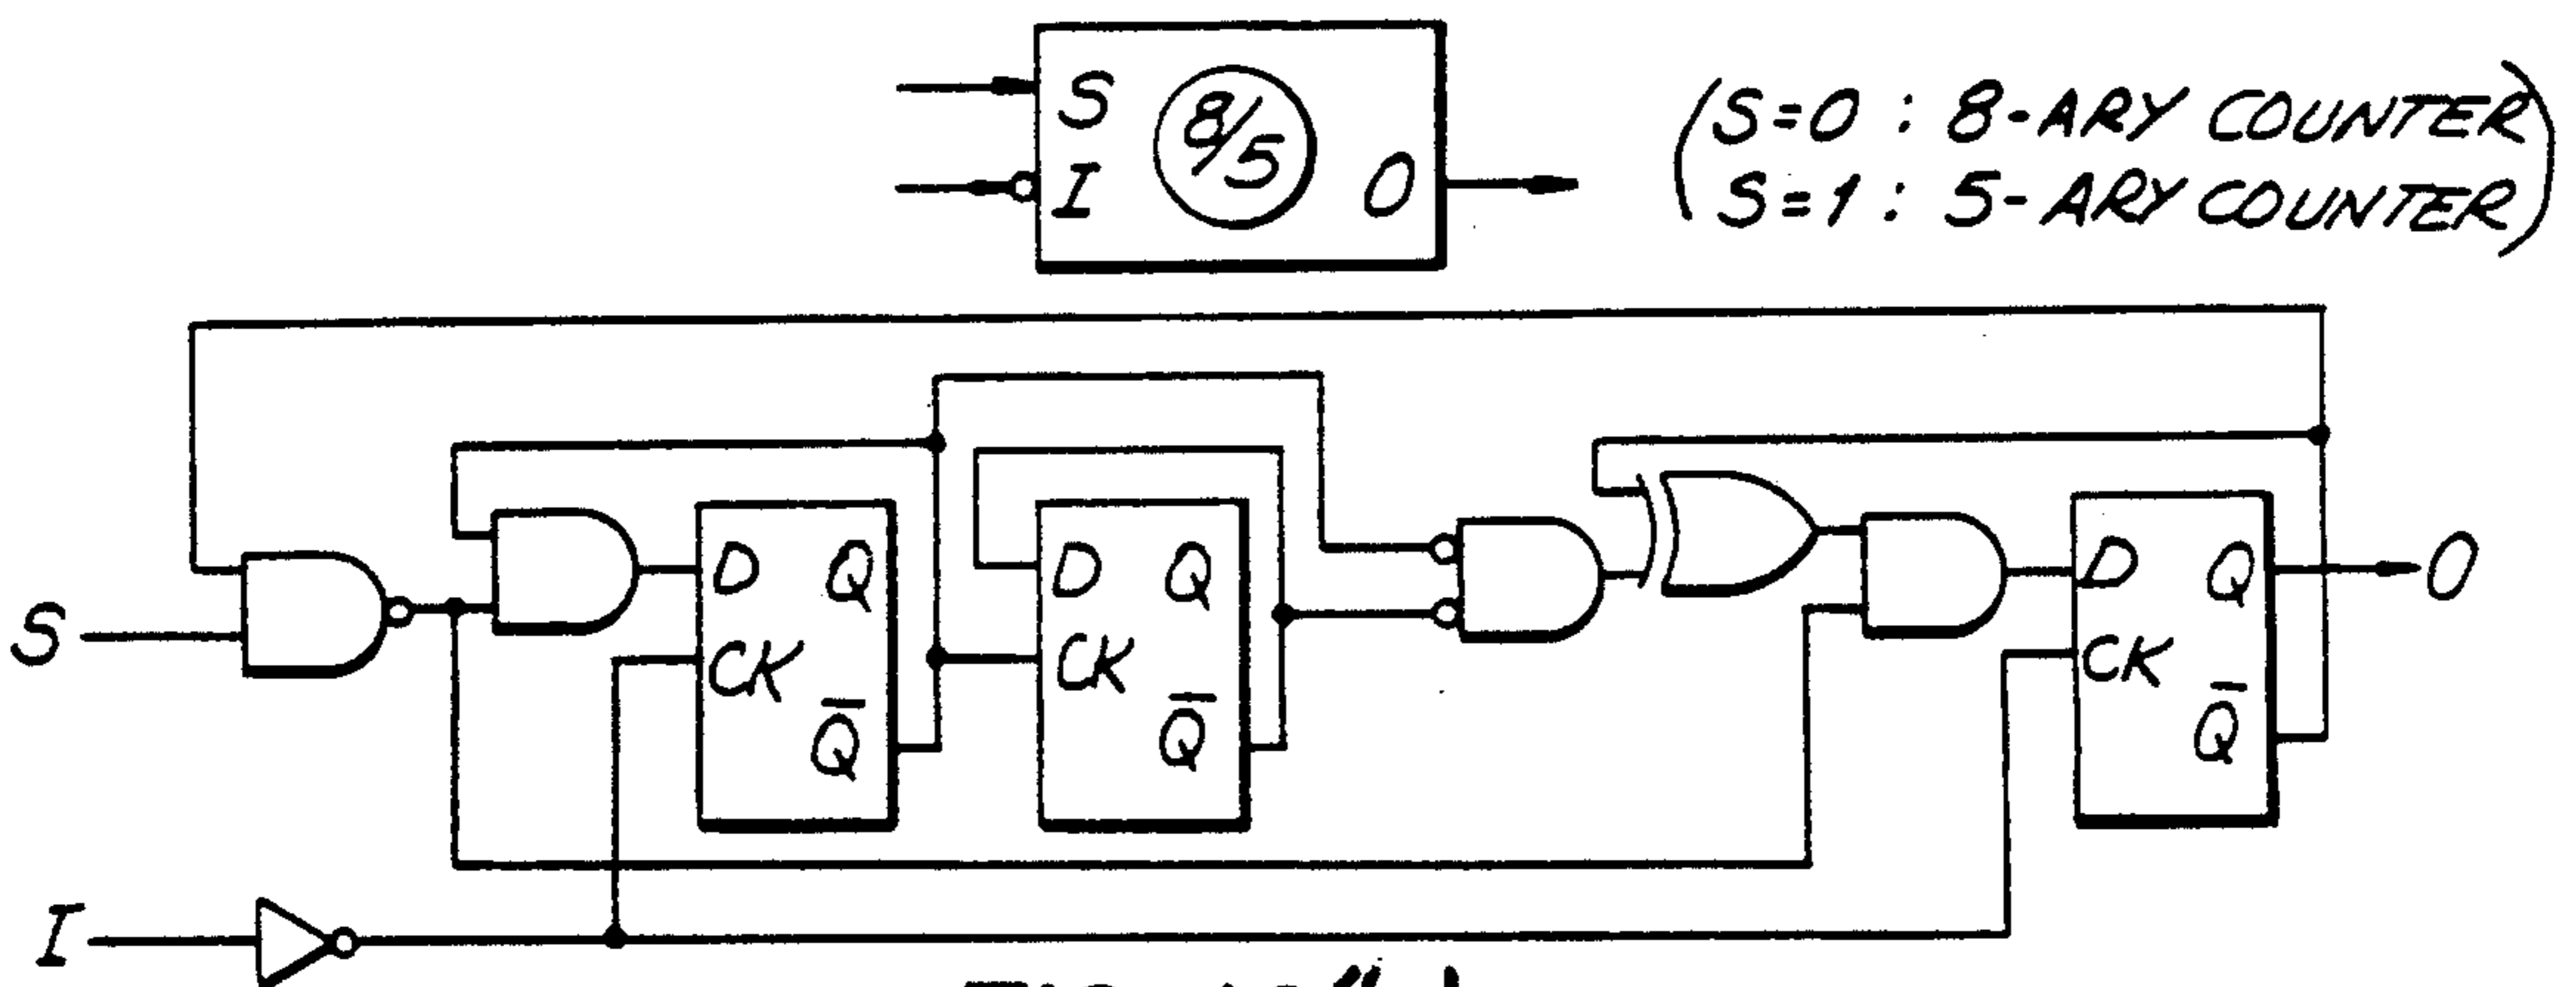 S
8/5
I
O
(S=0 : 8-ARY COUNTER
S=1 : 5-ARY COUNTER)
D Q
CK
Q̅
D Q
CK
Q̅
D Q
CK
Q̅
O
S
I